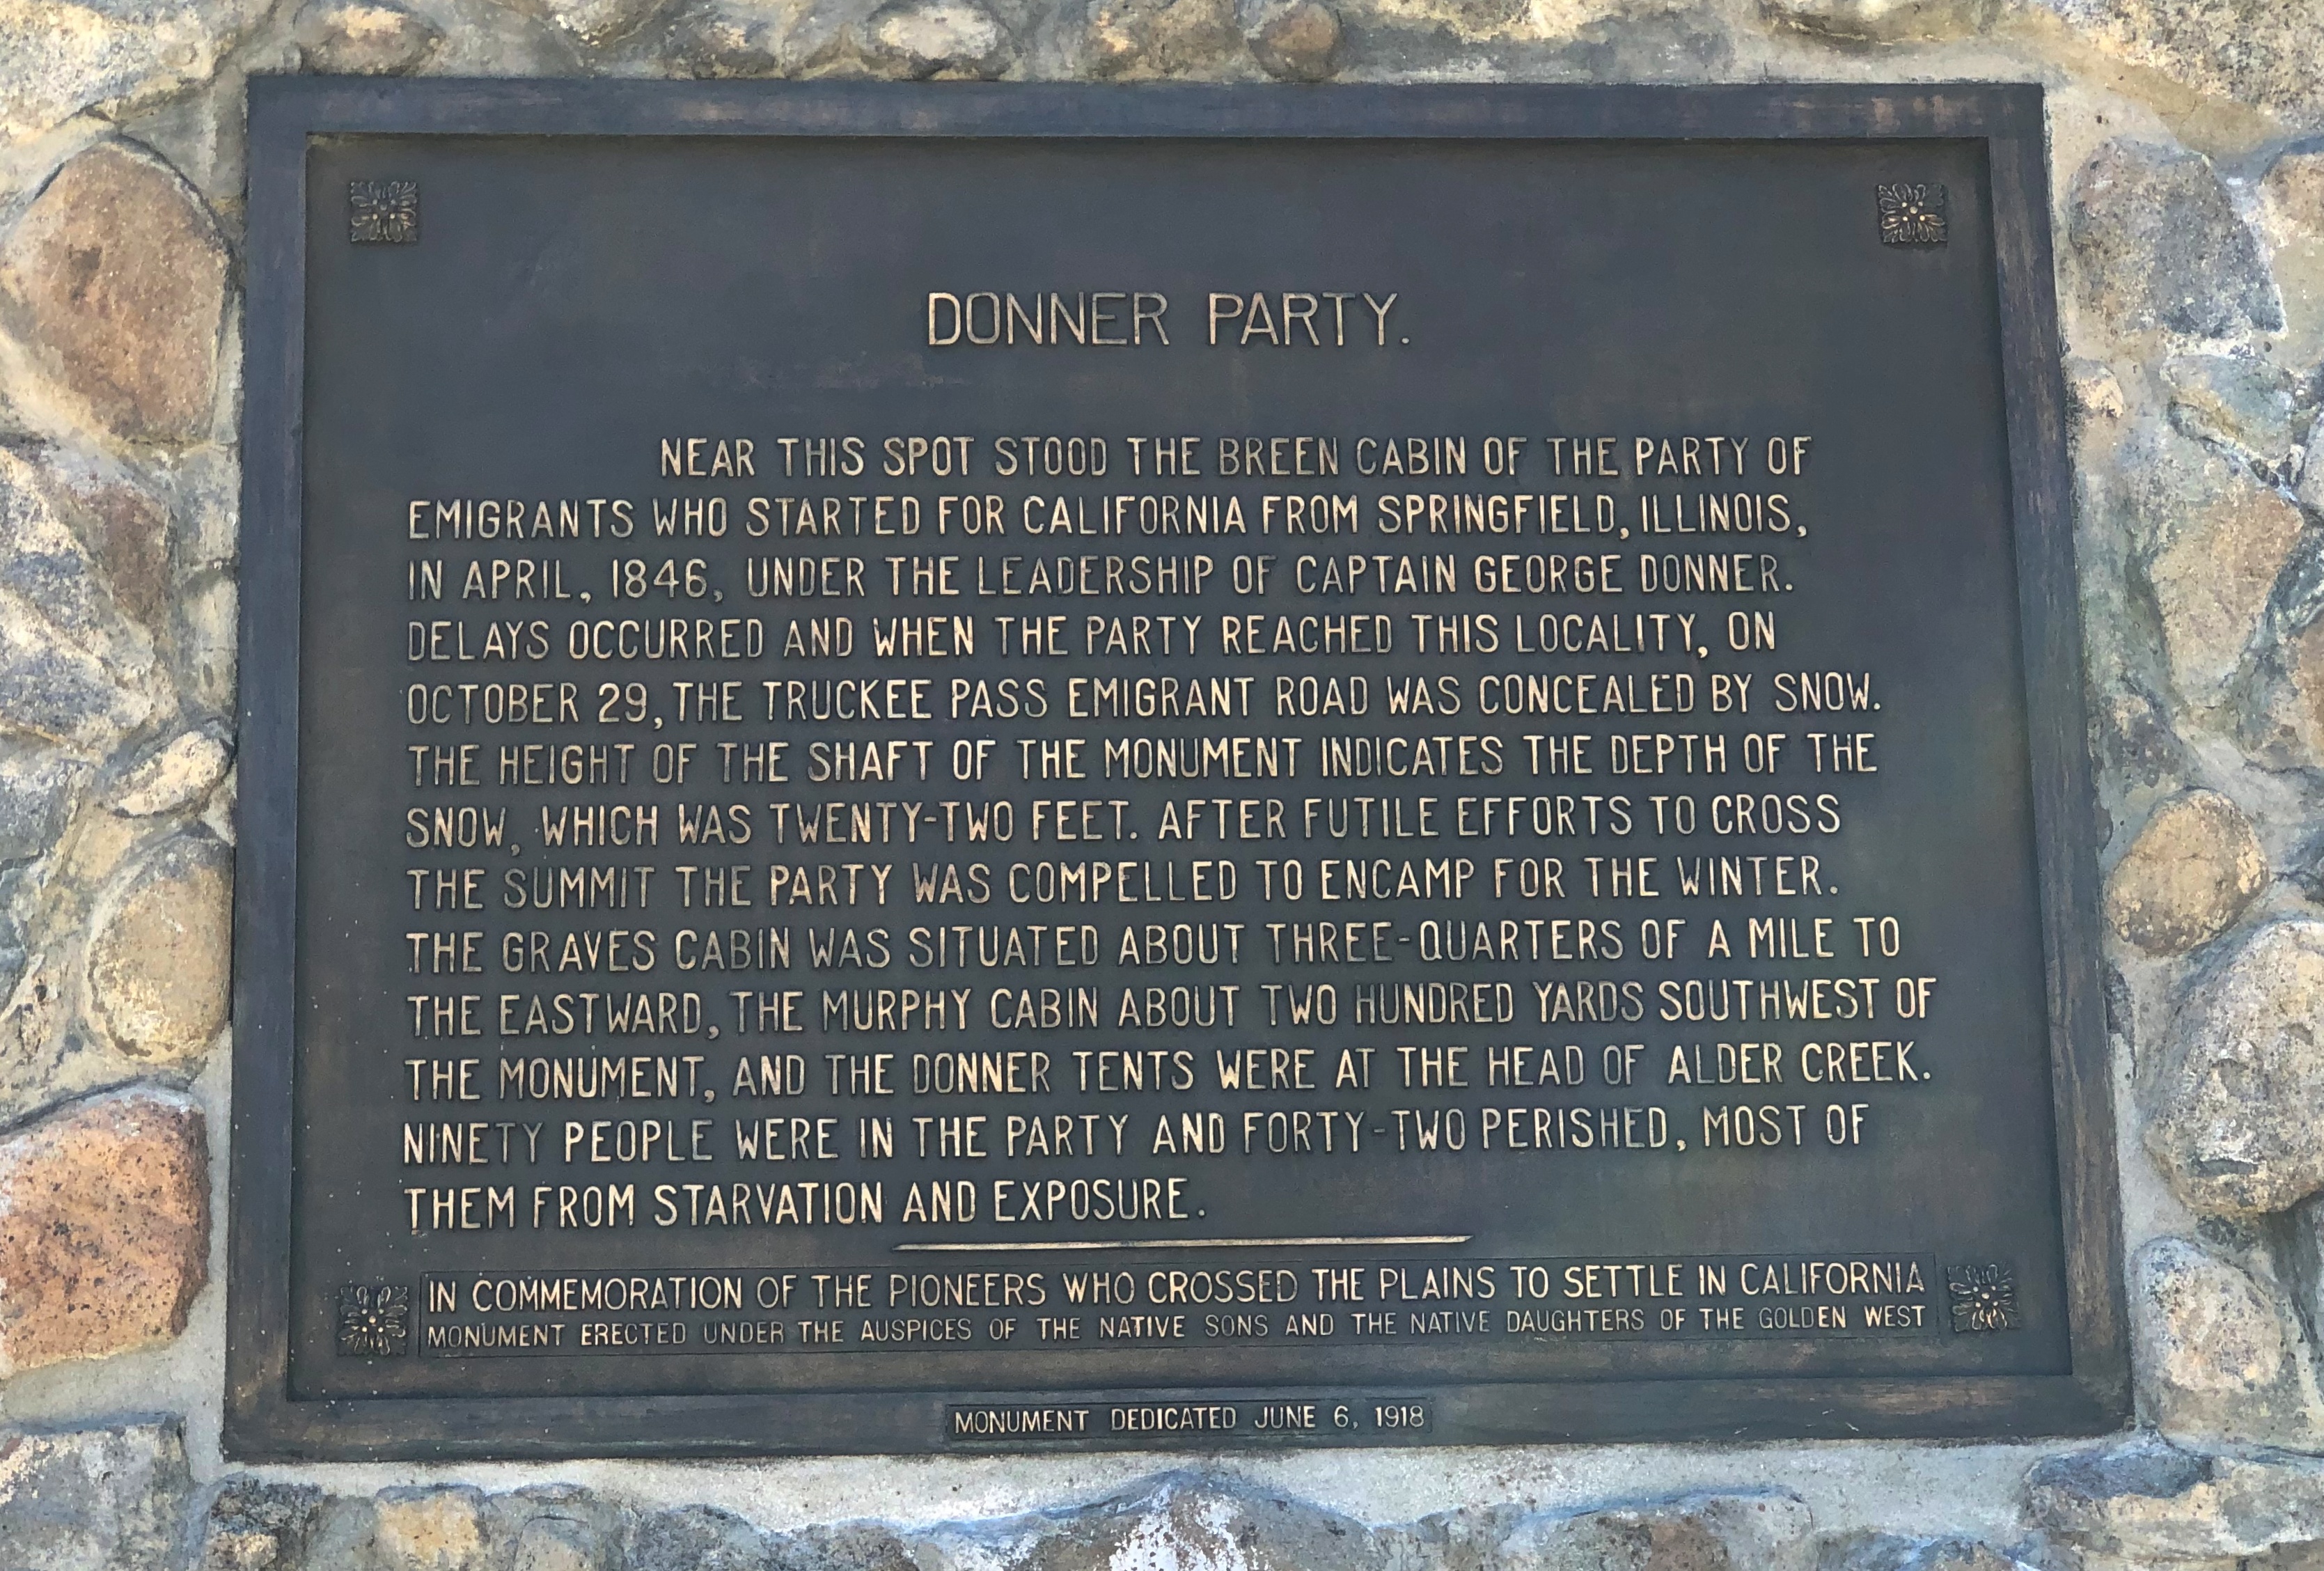 DONNER PARTY.
NEAR THIS SPOT STOOD THE BREEN CABIN OF THE PARTY OF
EMIGRANTS WHO STARTED FOR CALIFORNIA FROM SPRINGFIELD, ILLINOIS,
IN APRIL, 1846, UNDER THE LEADERSHIP OF CAPTAIN GEORGE DONNER.
DELAYS OCCURRED AND WHEN THE PARTY REACHED THIS LOCALITY, ON
OCTOBER 29, THE TRUCKEE PASS EMIGRANT ROAD WAS CONCEALED BY SNOW.
THE HEIGHT OF THE SHAFT OF THE MONUMENT INDICATES THE DEPTH OF THE
SNOW, WHICH WAS TWENTY-TWO FEET. AFTER FUTILE EFFORTS TO CROSS
THE SUMMIT THE PARTY WAS COMPELLED TO ENCAMP FOR THE WINTER.
THE GRAVES CABIN WAS SITUATED ABOUT THREE-QUARTERS OF A MILE TO
THE EASTWARD, THE MURPHY CABIN ABOUT TWO HUNDRED YARDS SOUTHWEST OF
THE MONUMENT, AND THE DONNER TENTS WERE AT THE HEAD OF ALDER CREEK.
NINETY PEOPLE WERE IN THE PARTY AND FORTY-TWO PERISHED, MOST OF
THEM FROM STARVATION AND EXPOSURE.
IN COMMEMORATION OF THE PIONEERS WHO CROSSED THE PLAINS TO SETTLE IN CALIFORNIA
MONUMENT ERECTED UNDER THE AUSPICES OF THE NATIVE SONS AND THE NATIVE DAUGHTERS OF THE GOLDEN WEST
MONUMENT DEDICATED JUNE 6, 1918